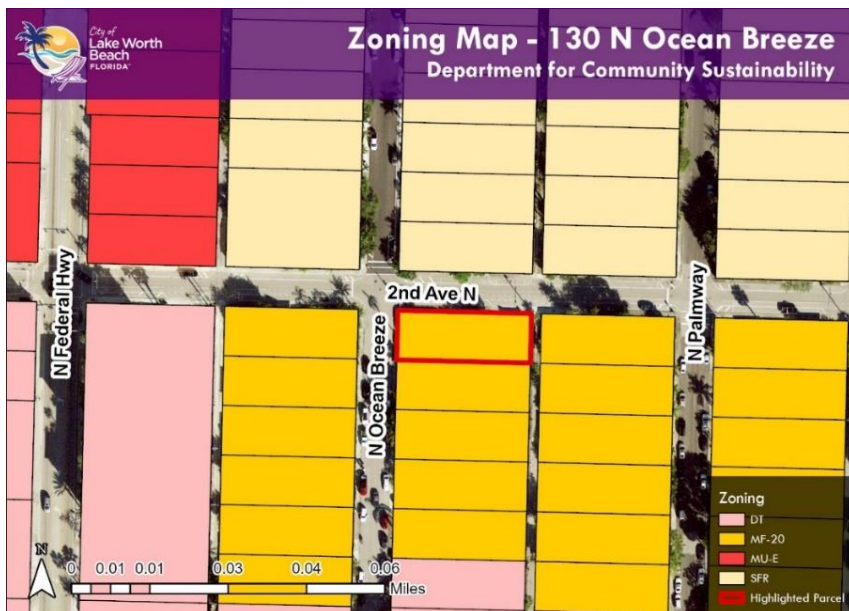 City of
Lake Worth
Beach
FLORIDA
Zoning Map - 130 N Ocean Breeze
Department for Community Sustainability
N Federal Hwy
2nd Ave N
N Ocean Breeze
N Palmway
Zoning
DT
MF-20
MU-E
SFR
Highlighted Parcel
N
0 0.01 0.01 0.03 0.04 0.06
Miles